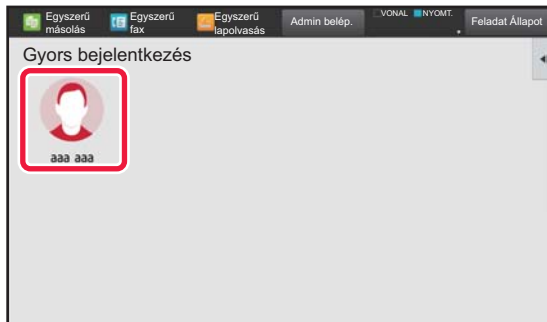 Egyszerű
másolás
Egyszerű
fax
Egyszerű
lapolvasás
Admin belép.
VONAL NYOMT.
Feladat Állapot
Gyors bejelentkezés
aaa aaa